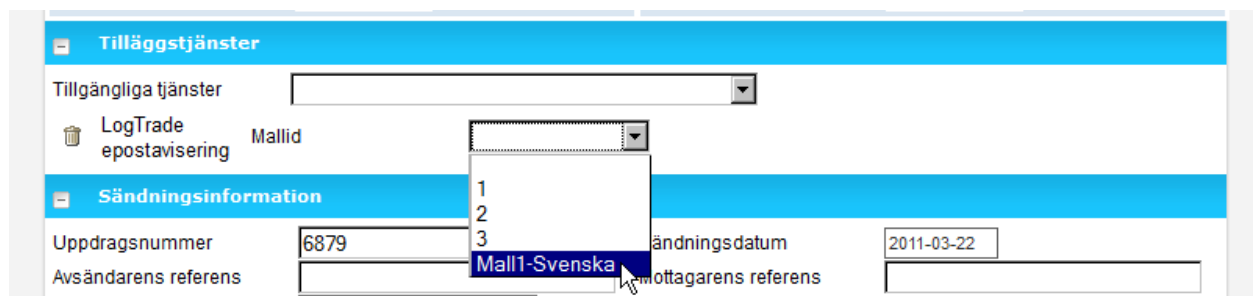 Tilläggstjänster
Tillgängliga tjänster
LogTrade
epostavisering
Mallid
1
2
3
Mall1-Svenska
Sändningsinformation
Uppdragsnummer 6879 ändningsdatum 2011-03-22
Avsändarens referens Mottagarens referens